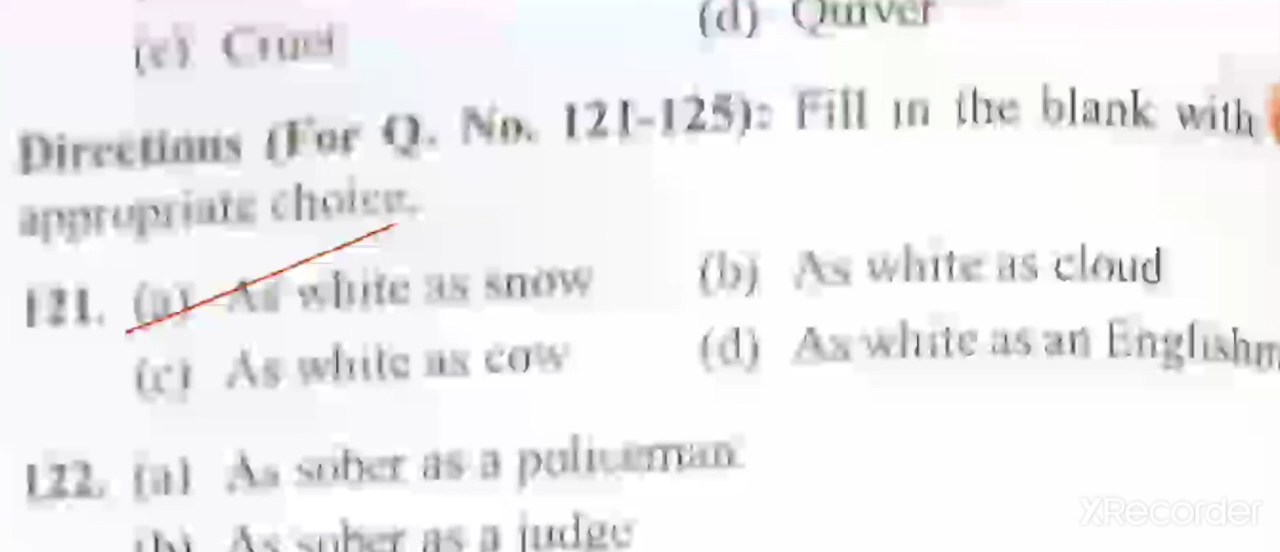 (d) Quiver
(c) Cruet
Directions (For Q. No. 121-125): Fill in the blank with
appropriate choice.
121. (a) As white as snow (b) As white as cloud
(c) As white as cow (d) As white as an Englishm
122. (a) As sober as a policeman
(b) As sober as a judge
XRecorder